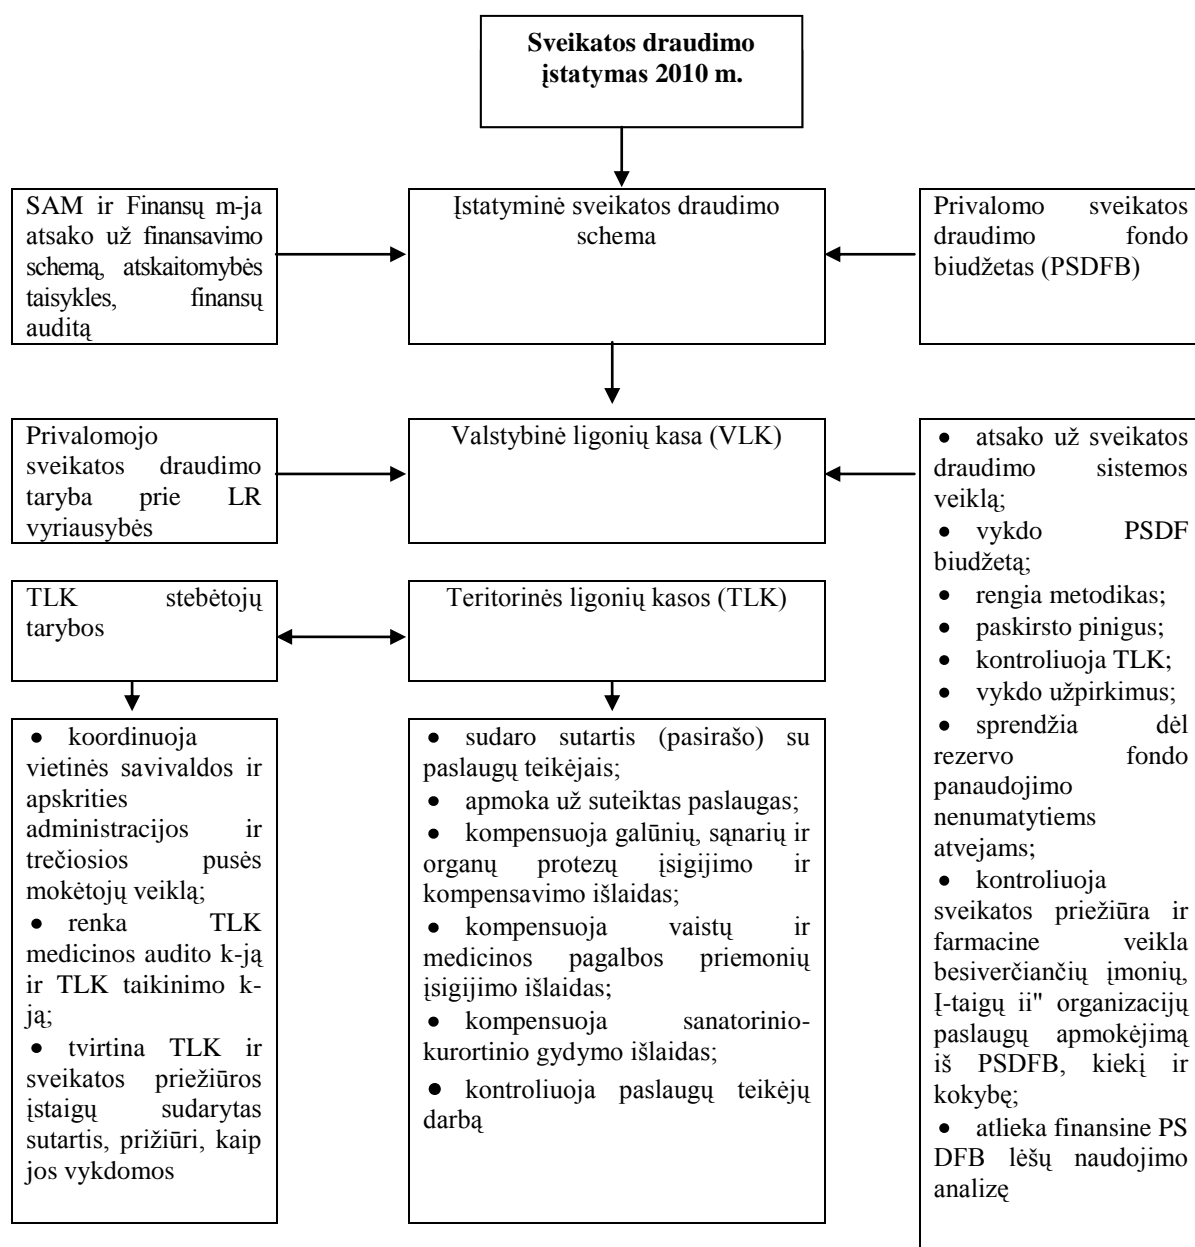 Sveikatos draudimo
įstatymas 2010 m.
SAM ir Finansų m-ja
atsako už finansavimo
schemą, atskaitomybės
taisykles, finansų
auditą
Įstatyminė sveikatos draudimo
schema
Privalomo sveikatos
draudimo fondo
biudžetas (PSDFB)
Privalomojo
sveikatos draudimo
taryba prie LR
vyriausybės
Valstybinė ligonių kasa (VLK)
• atsako už sveikatos
draudimo sistemos
veiklą;
• vykdo PSDF
biudžetą;
• rengia metodikas;
• paskirsto pinigus;
• kontroliuoja TLK;
• vykdo užpirkimus;
• sprendžia dėl
rezervo fondo
panaudojimo
nenumatytiems
atvejams;
• kontroliuoja
sveikatos priežiūra ir
farmacine veikla
besiverčiančių įmonių,
Į-taigų ii" organizacijų
paslaugų apmokėjimą
iš PSDFB, kiekį ir
kokybę;
• atlieka finansine PS
DFB lėšų naudojimo
analizę
TLK stebėtojų
tarybos
Teritorinės ligonių kasos (TLK)
• koordinuoja
vietinės savivaldos ir
apskrities
administracijos ir
trečiosios pusės
mokėtojų veiklą;
• renka TLK
medicinos audito k-ją
ir TLK taikinimo k-
ją;
• tvirtina TLK ir
sveikatos priežiūros
įstaigų sudarytas
sutartis, prižiūri, kaip
jos vykdomos
• sudaro sutartis (pasirašo) su
paslaugų teikėjais;
• apmoka už suteiktas paslaugas;
• kompensuoja galūnių, sąnarių ir
organų protezų įsigijimo ir
kompensavimo išlaidas;
• kompensuoja vaistų ir
medicinos pagalbos priemonių
įsigijimo išlaidas;
• kompensuoja sanatorinio-
kurortinio gydymo išlaidas;
• kontroliuoja paslaugų teikėjų
darbą